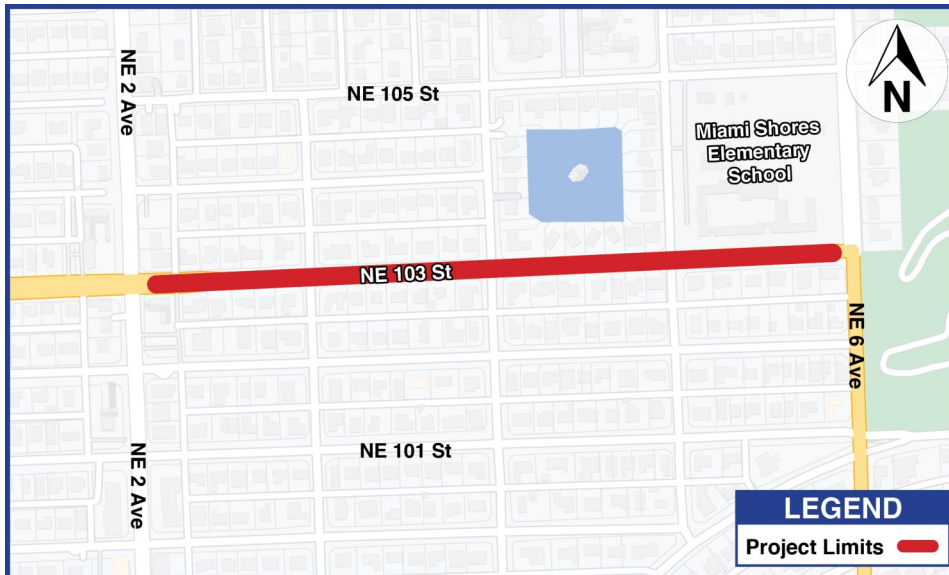 NE 2 Ave
NE 105 St
N
Miami Shores
Elementary
School
NE 103 St
NE 6 Ave
NE 2 Ave
NE 101 St
LEGEND
Project Limits